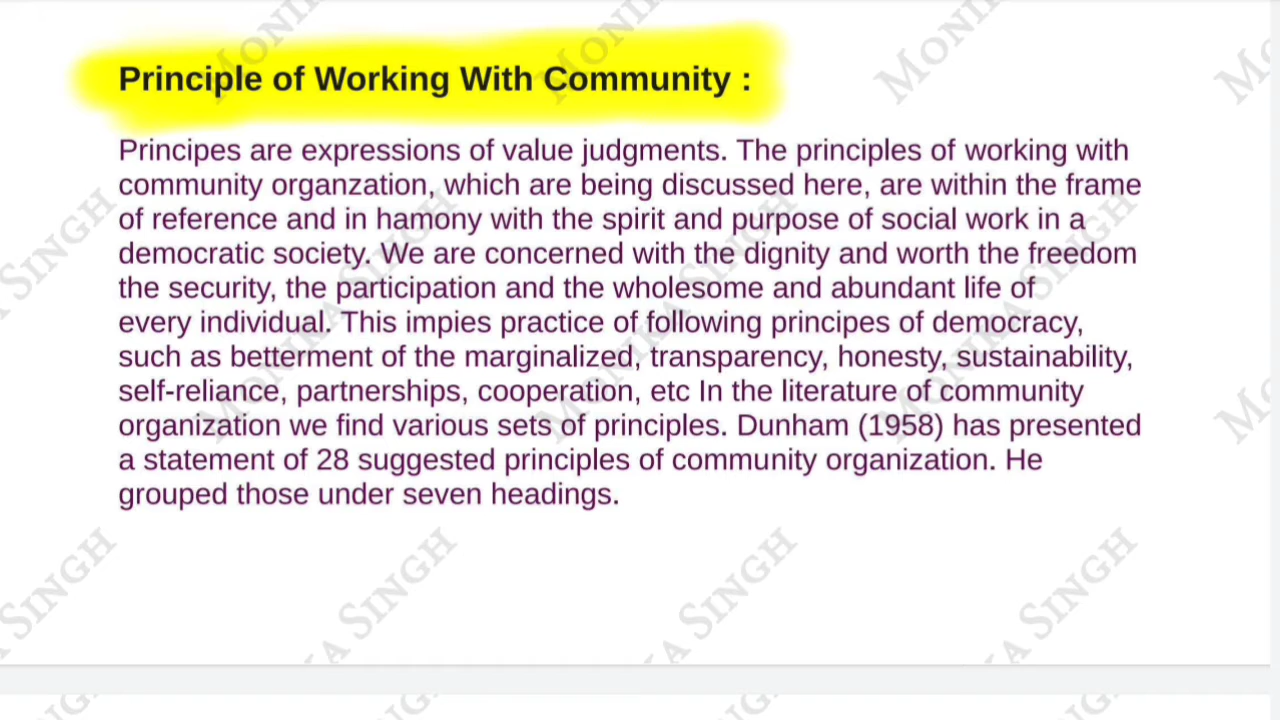 Principle of Working With Community :
Principes are expressions of value judgments. The principles of working with
community organzation, which are being discussed here, are within the frame
of reference and in hamony with the spirit and purpose of social work in a
democratic society. We are concerned with the dignity and worth the freedom
the security, the participation and the wholesome and abundant life of
every individual. This impies practice of following principes of democracy,
such as betterment of the marginalized, transparency, honesty, sustainability,
self-reliance, partnerships, cooperation, etc In the literature of community
organization we find various sets of principles. Dunham (1958) has presented
a statement of 28 suggested principles of community organization. He
grouped those under seven headings.
MONIKA SINGH